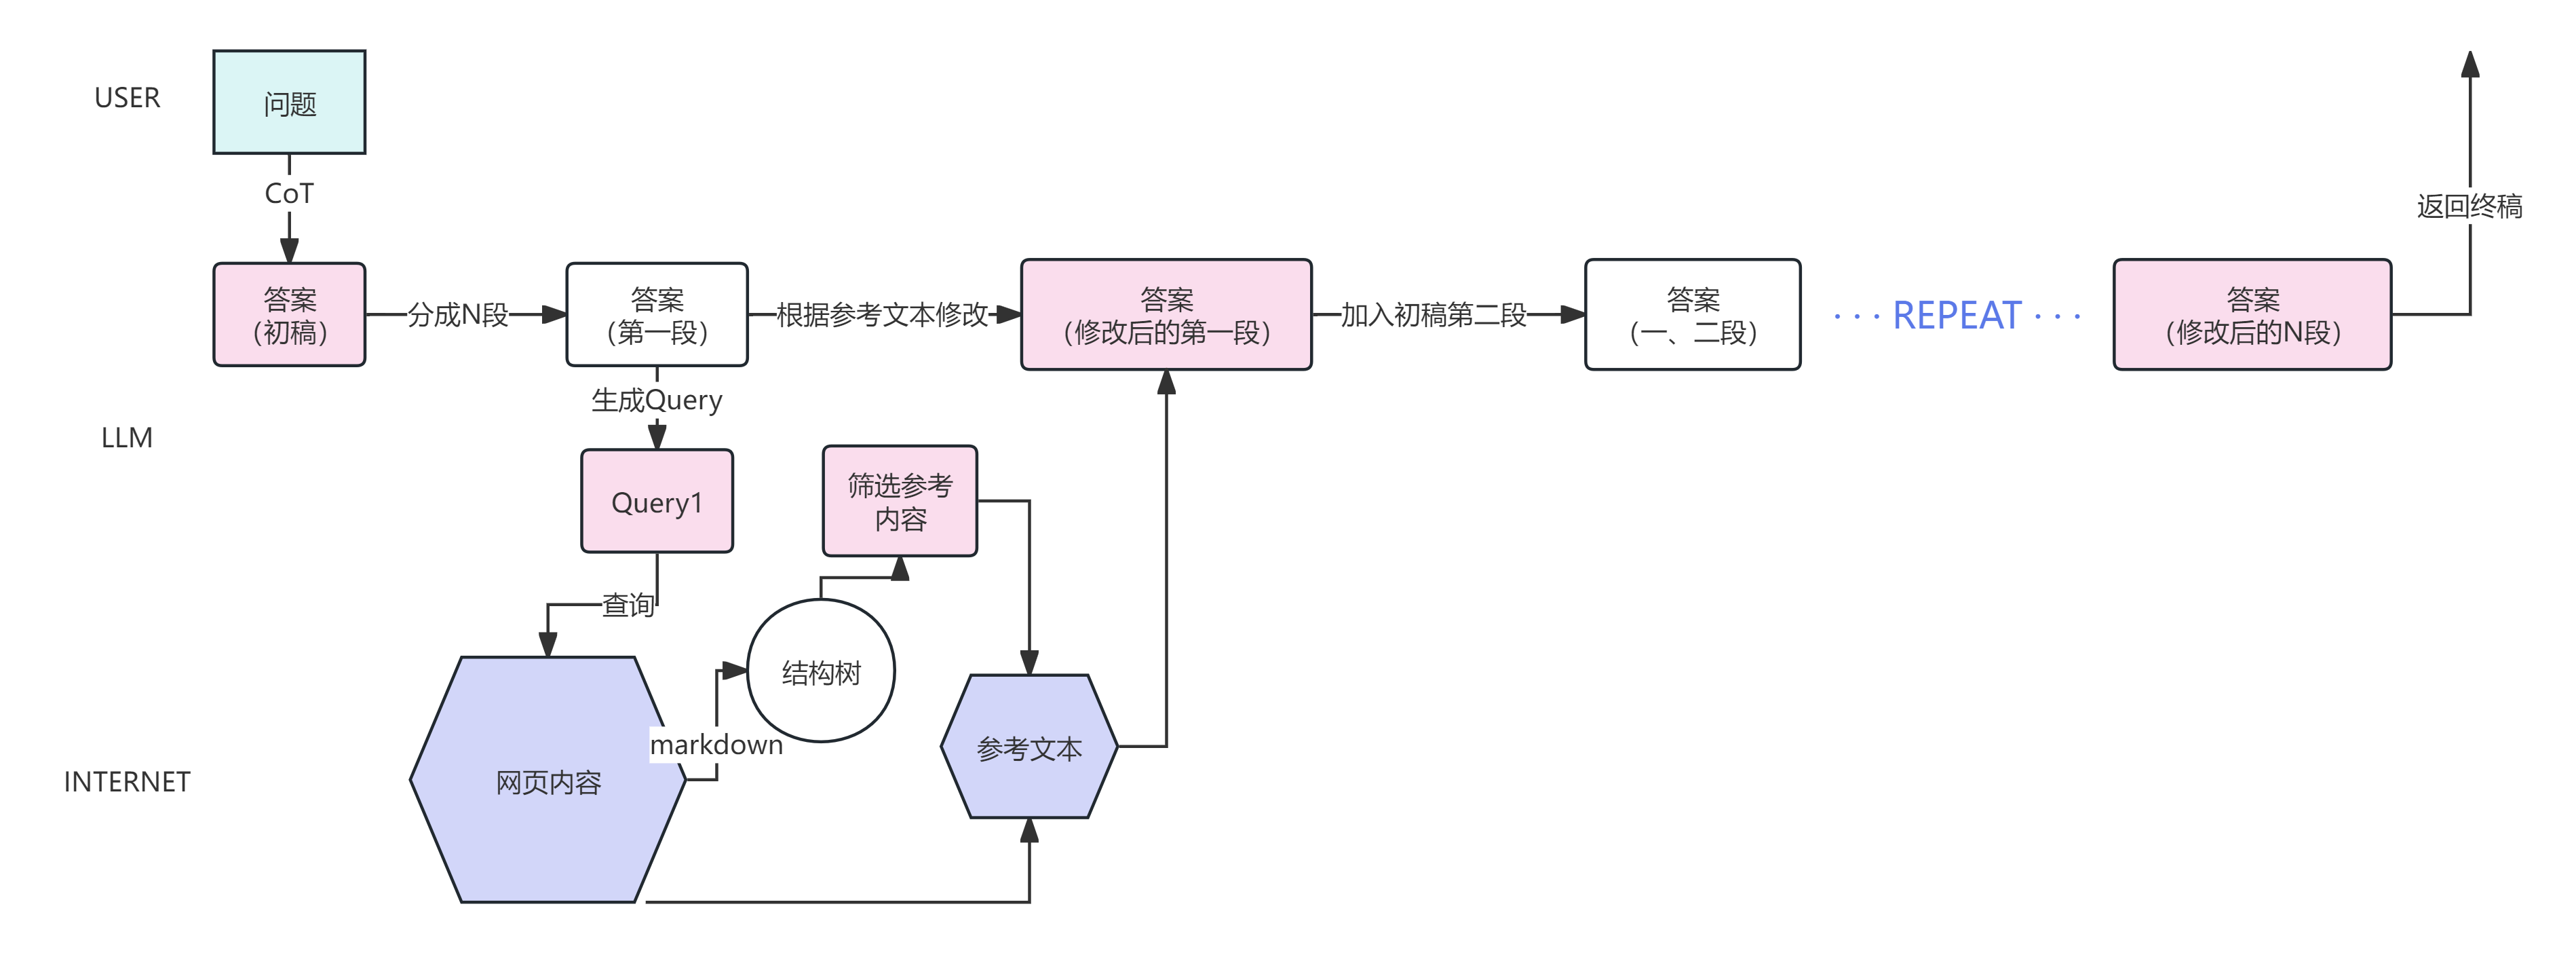 USER
问题
CoT
返回终稿
答案
（初稿）
分成N段
答案
（第一段）
根据参考文本修改
答案
（修改后的第一段）
加入初稿第二段
答案
（一、二段）
· · · REPEAT · · ·
答案
（修改后的N段）
生成Query
LLM
Query1
筛选参考
内容
查询
结构树
markdown
参考文本
INTERNET
网页内容